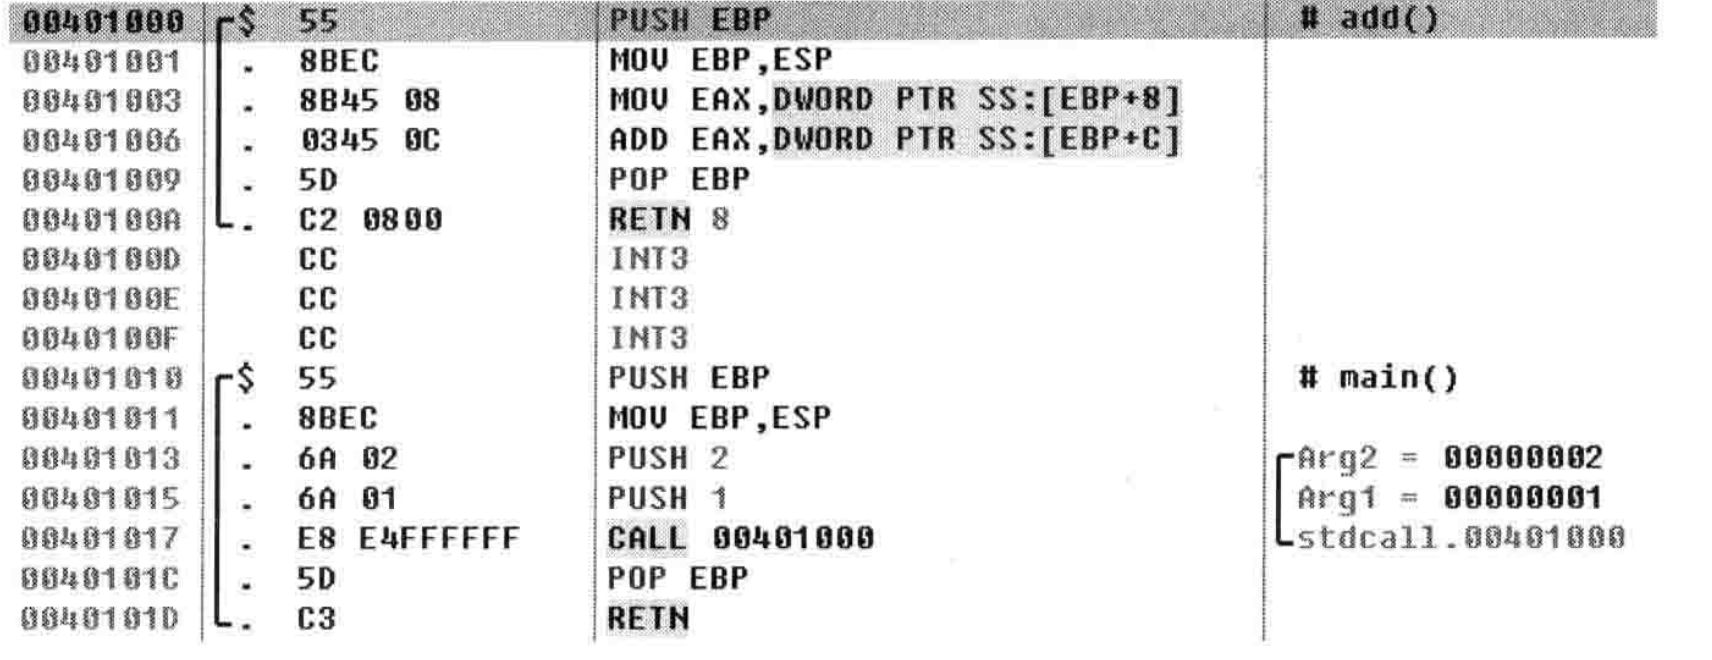 00401000 $ 55 PUSH EBP # add()
00401001 . 8BEC MOV EBP,ESP
00401003 . 8B45 08 MOV EAX,DWORD PTR SS:[EBP+8]
00401006 . 0345 0C ADD EAX,DWORD PTR SS:[EBP+C]
00401009 . 5D POP EBP
0040100A . C2 0800 RETN 8
0040100D CC INT3
0040100E CC INT3
0040100F CC INT3
00401010 $ 55 PUSH EBP # main()
00401011 . 8BEC MOV EBP,ESP
00401013 . 6A 02 PUSH 2 Arg2 = 00000002
00401015 . 6A 01 PUSH 1 Arg1 = 00000001
00401017 . E8 E4FFFFFF CALL 00401000 stdcall.00401000
0040101C . 5D POP EBP
0040101D . C3 RETN